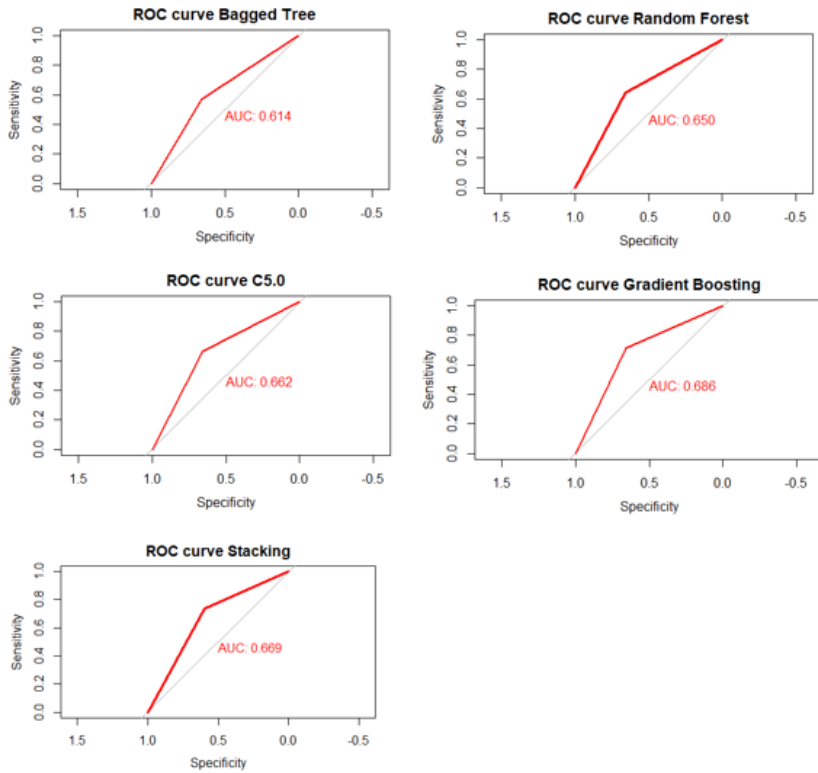 ROC curve Bagged Tree
Sensitivity
0.0 0.2 0.4 0.6 0.8 1.0
AUC: 0.614
1.5 1.0 0.5 0.0 -0.5
Specificity
ROC curve Random Forest
Sensitivity
0.0 0.2 0.4 0.6 0.8 1.0
AUC: 0.650
1.5 1.0 0.5 0.0 -0.5
Specificity
ROC curve C5.0
Sensitivity
0.0 0.2 0.4 0.6 0.8 1.0
AUC: 0.662
1.5 1.0 0.5 0.0 -0.5
Specificity
ROC curve Gradient Boosting
Sensitivity
0.0 0.2 0.4 0.6 0.8 1.0
AUC: 0.686
1.5 1.0 0.5 0.0 -0.5
Specificity
ROC curve Stacking
Sensitivity
0.0 0.2 0.4 0.6 0.8 1.0
AUC: 0.669
1.5 1.0 0.5 0.0 -0.5
Specificity